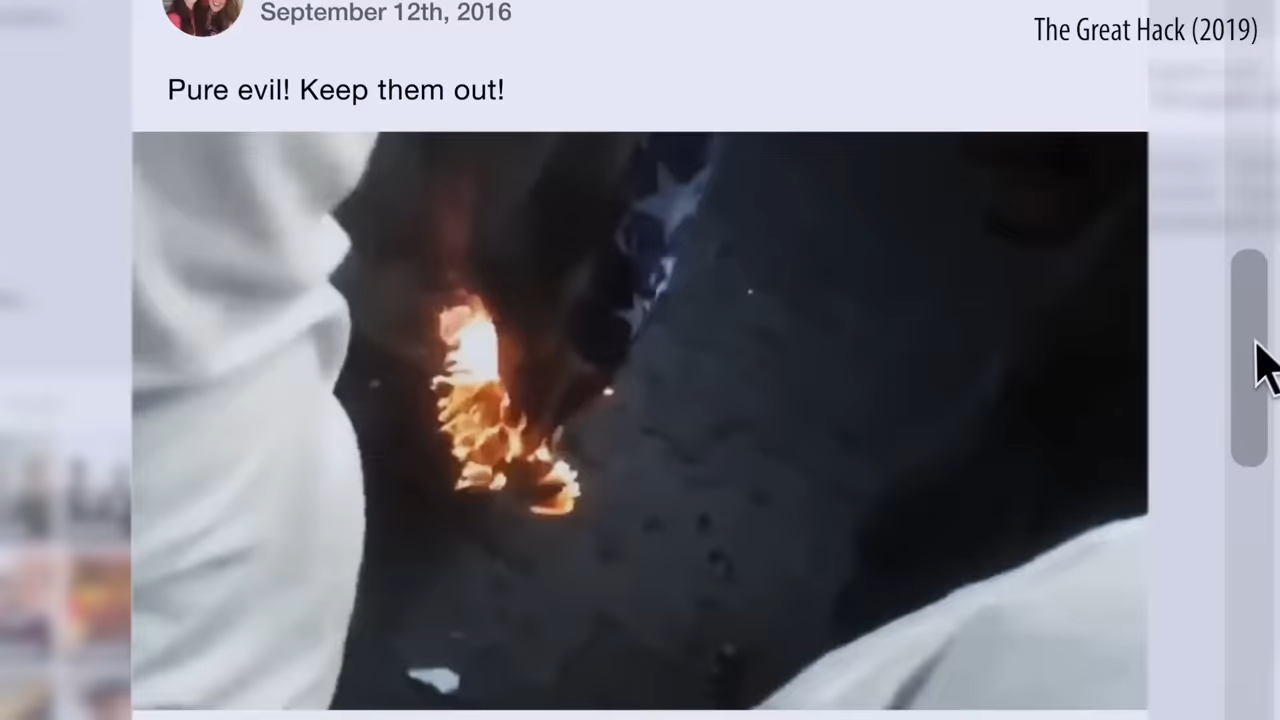 September 12th, 2016
The Great Hack (2019)
Pure evil! Keep them out!